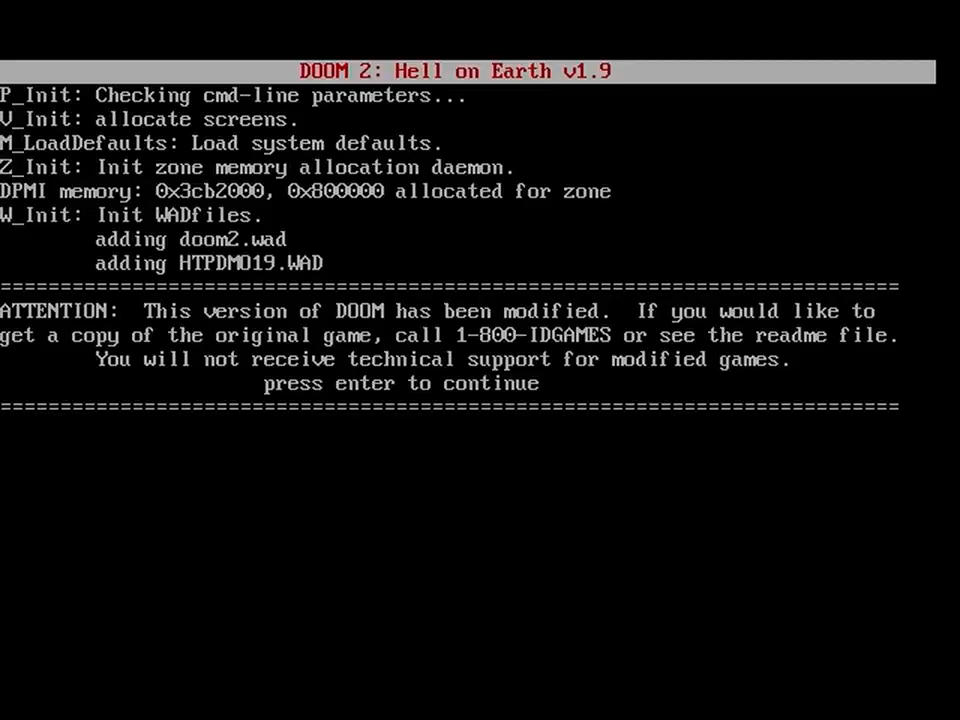 DOOM 2: Hell on Earth v1.9
P_Init: Checking cmd-line parameters...
V_Init: allocate screens.
M_LoadDefaults: Load system defaults.
Z_Init: Init zone memory allocation daemon.
DPMI memory: 0x3cb2000, 0x800000 allocated for zone
W_Init: Init WADfiles.
adding doom2.wad
adding HTPDMO19.WAD
===========================================================================
ATTENTION:  This version of DOOM has been modified.  If you would like to
get a copy of the original game, call 1-800-IDGAMES or see the readme file.
You will not receive technical support for modified games.
press enter to continue
===========================================================================